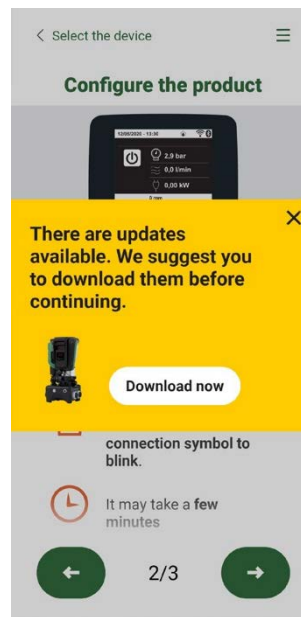 Select the device
Configure the product
12/05/2020 - 13:30
2,9 bar
0,0 l/min
0,00 kW
There are updates
available. We suggest you
to download them before
continuing.
Download now
connection symbol to
blink.
It may take a few
minutes
2/3